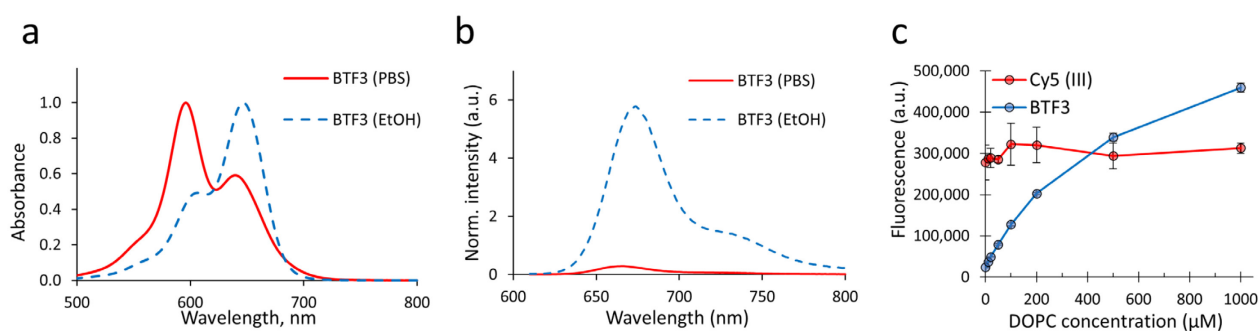 a
BTF3 (PBS)
BTF3 (EtOH)
Absorbance
1.0
0.8
0.6
0.4
0.2
0.0
500
600
700
800
Wavelength, nm
b
BTF3 (PBS)
BTF3 (EtOH)
Norm. intensity (a.u.)
6
4
2
0
600
650
700
750
800
Wavelength (nm)
c
Cy5 (III)
BTF3
Fluorescence (a.u.)
500,000
400,000
300,000
200,000
100,000
0
0
200
400
600
800
1000
DOPC concentration (µM)